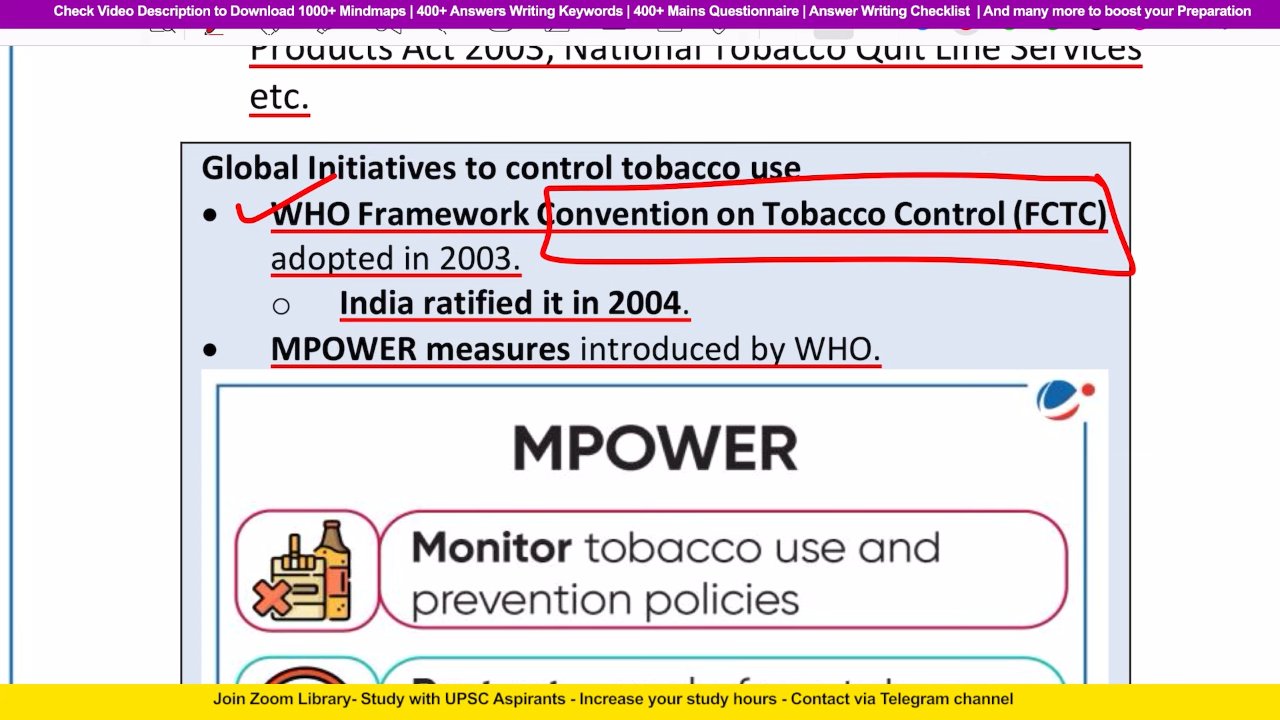 Check Video Description to Download 1000+ Mindmaps | 400+ Answers Writing Keywords | 400+ Mains Questionnaire | Answer Writing Checklist | And many more to boost your Preparation
Products Act 2003, National Tobacco Quit Line Services
etc.
Global Initiatives to control tobacco use
• WHO Framework Convention on Tobacco Control (FCTC)
adopted in 2003.
o India ratified it in 2004.
• MPOWER measures introduced by WHO.
MPOWER
Monitor tobacco use and
prevention policies
Join Zoom Library- Study with UPSC Aspirants - Increase your study hours - Contact via Telegram channel